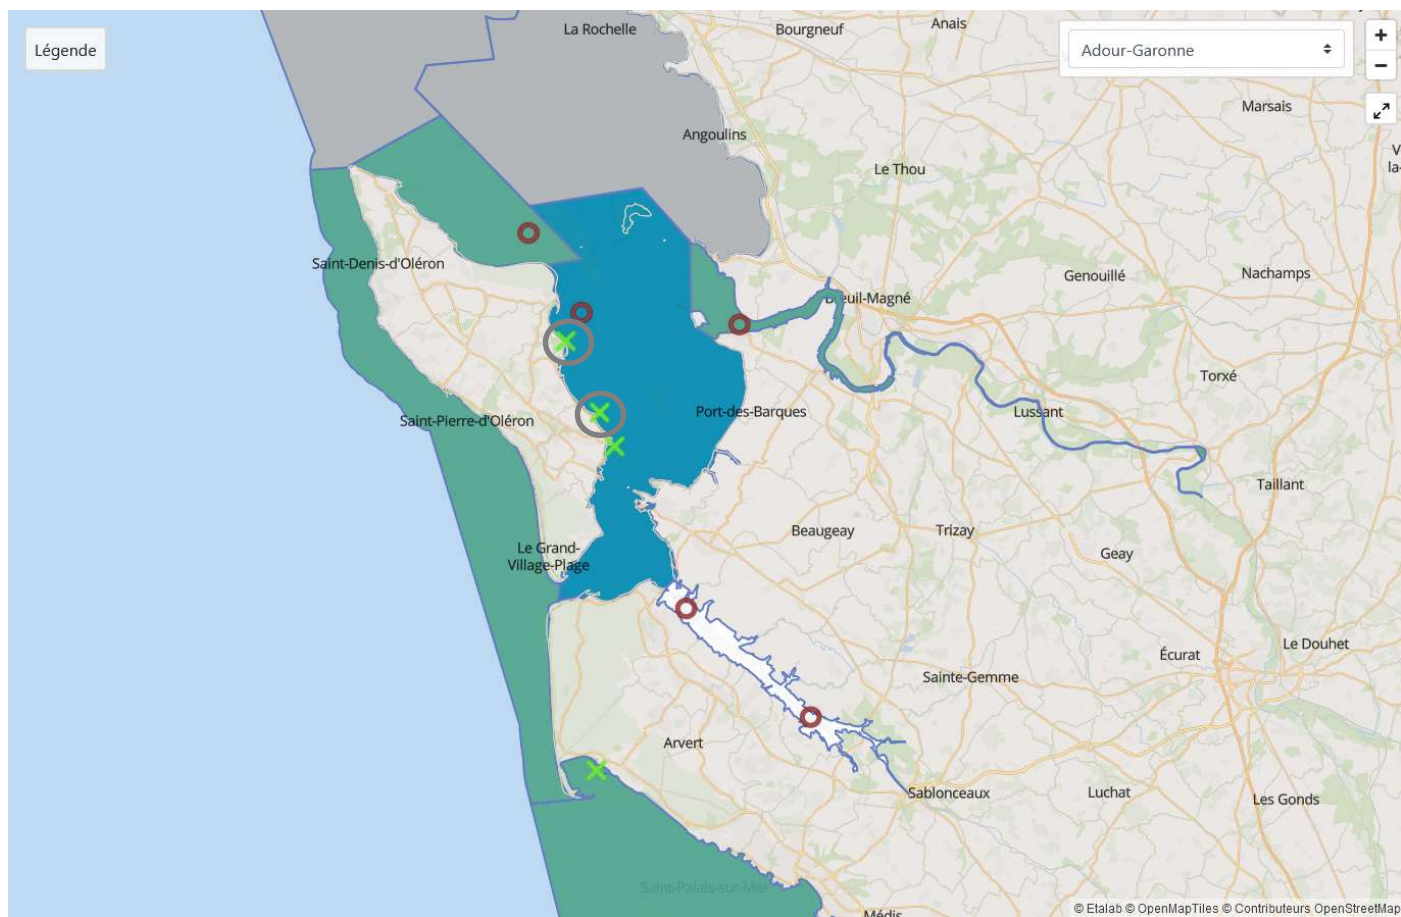 Légende
La Rochelle
Bourgneuf
Anais
Adour-Garonne
+
−
Marsais
Angoulins
Le Thou
Saint-Denis-d'Oléron
Genouillé
Nachamps
Breuil-Magné
Torxé
Saint-Pierre-d'Oléron
Port-des-Barques
Lussant
Taillant
Beaugeay
Trizay
Geay
Le Grand-
Village-Plage
Le Douhet
Écurat
Sainte-Gemme
Arvert
Sablonceaux
Luchat
Les Gonds
Saint-Palais-sur-Mer
Médis
© Etalab © OpenMapTiles © Contributeurs OpenStreetMap